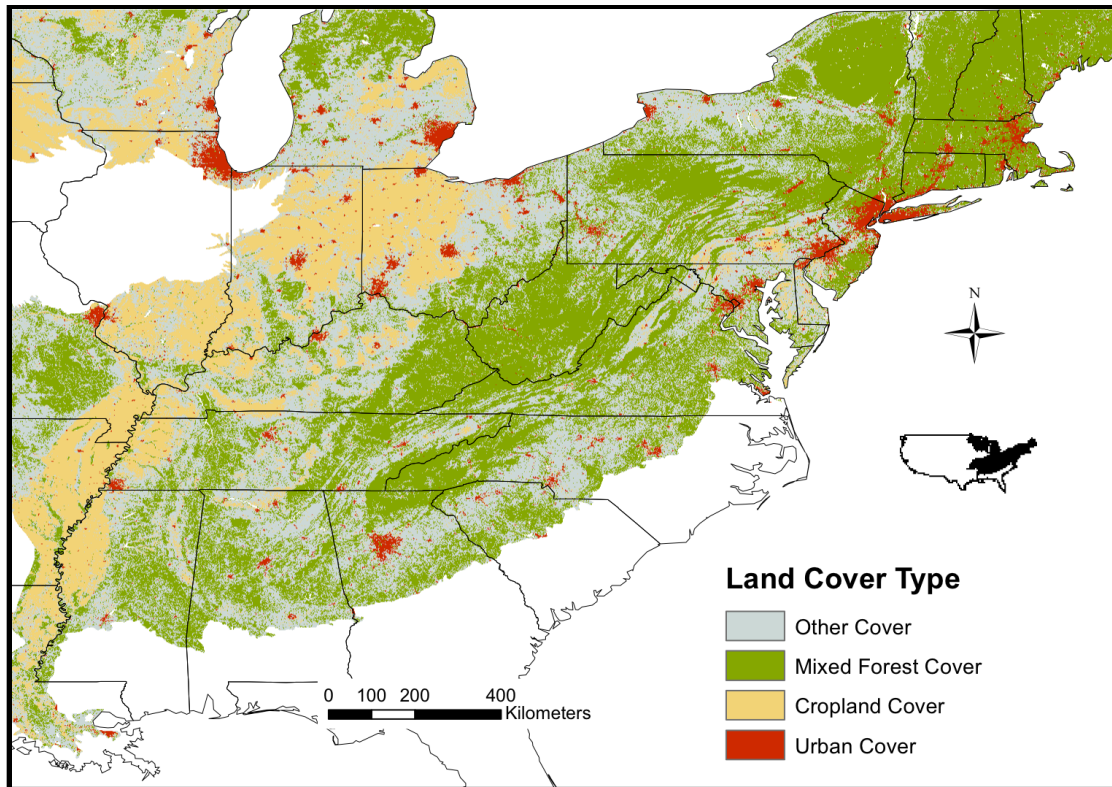 N
Land Cover Type
Other Cover
Mixed Forest Cover
Cropland Cover
Urban Cover
0 100 200 400
Kilometers